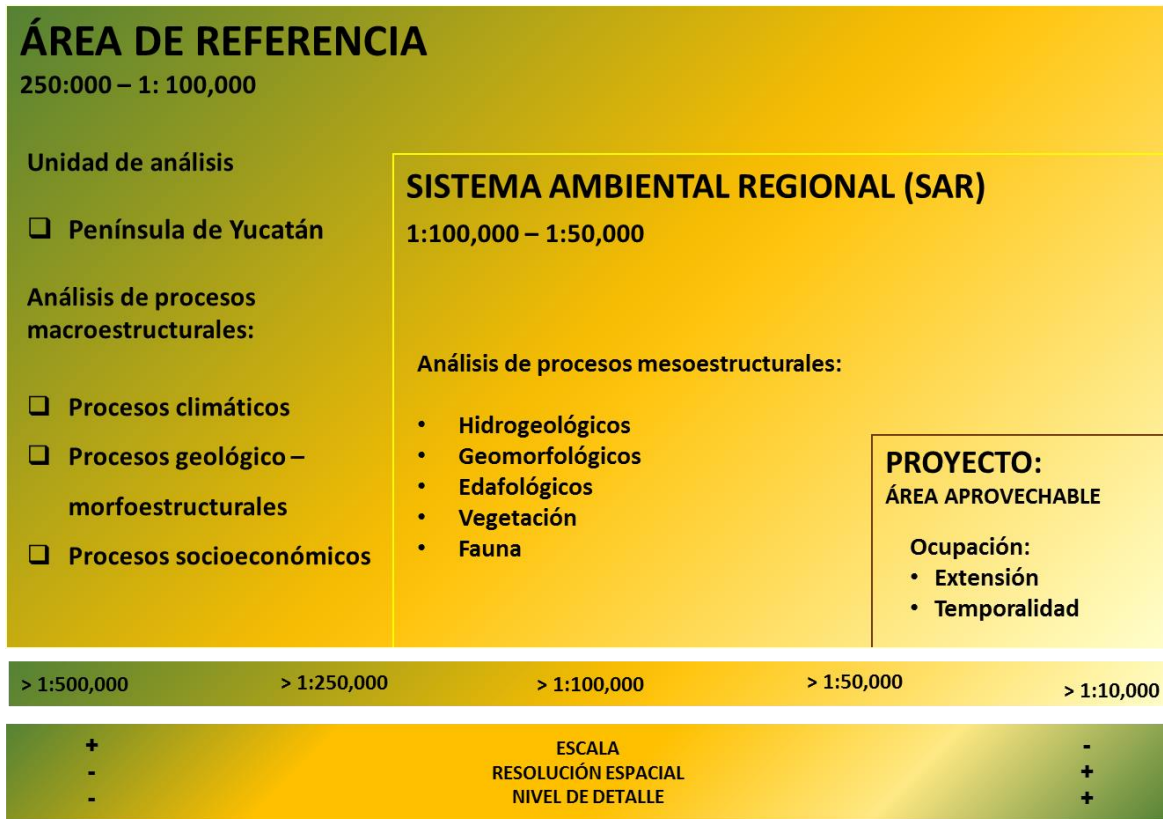 ÁREA DE REFERENCIA
250:000 – 1: 100,000
Unidad de análisis
Península de Yucatán
Análisis de procesos
macroestructurales:
Procesos climáticos
Procesos geológico –
morfoestructurales
Procesos socioeconómicos
SISTEMA AMBIENTAL REGIONAL (SAR)
1:100,000 – 1:50,000
Análisis de procesos mesoestructurales:
• Hidrogeológicos
• Geomorfológicos
• Edafológicos
• Vegetación
• Fauna
PROYECTO:
ÁREA APROVECHABLE
Ocupación:
• Extensión
• Temporalidad
> 1:500,000 > 1:250,000 > 1:100,000 > 1:50,000 > 1:10,000
+ ESCALA -
- RESOLUCIÓN ESPACIAL +
- NIVEL DE DETALLE +